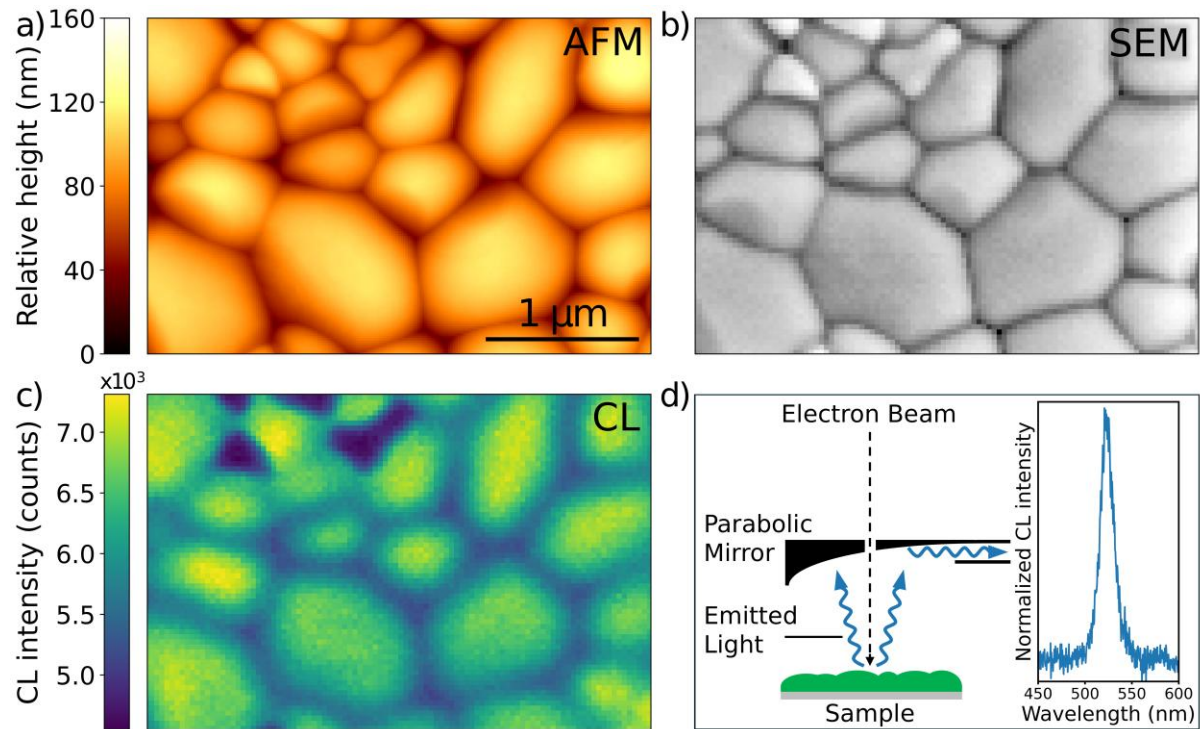 a)
160
120
80
40
0
Relative height (nm)
AFM
1 μm
b)
SEM
c)
x10³
7.0
6.5
6.0
5.5
5.0
CL intensity (counts)
CL
d)
Electron Beam
Parabolic
Mirror
Emitted
Light
Sample
Normalized CL intensity
450 500 550 600
Wavelength (nm)